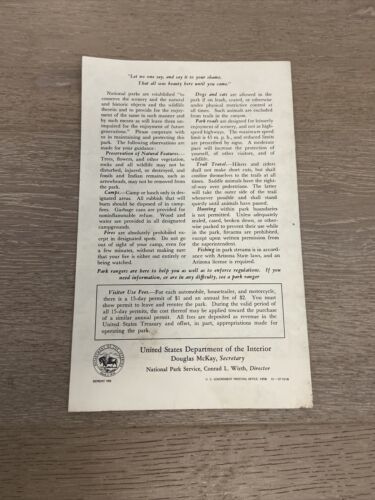 "Let no one say, and say it to your shame,
That all was beauty here until you came."
National parks are established "to
conserve the scenery and the natural
and historic objects and the wildlife
therein and to provide for the enjoy-
ment of the same in such manner and
by such means as will leave them un-
impaired for the enjoyment of future
generations." Please cooperate with
us in maintaining and protecting this
park. The following observations are
made for your guidance:
Preservation of Natural Features.—
Trees, flowers, and other vegetation,
rocks and all wildlife may not be
disturbed, injured, or destroyed, and
fossils and Indian remains, such as
arrowheads, may not be removed from
the park.
Camps.—Camp or lunch only in des-
ignated areas. All rubbish that will
burn should be disposed of in camp-
fires. Garbage cans are provided for
noninflammable refuse. Wood and
water are provided in all designated
campgrounds.
Fires are absolutely prohibited ex-
cept in designated spots. Do not go
out of sight of your camp, even for
a few minutes, without making sure
that your fire is either out entirely or
being watched.
Dogs and cats are allowed in the
park if on leash, crated, or otherwise
under physical restrictive control at
all times. Such animals are excluded
from trails in the canyon.
Park roads are designed for leisurely
enjoyment of scenery, and not as high-
speed highways. The maximum speed
limit is 45 m. p. h., and reduced limits
are posted in some areas. A moderate
pace will increase the protection of
yourself, of other visitors, and of
wildlife.
Trail Travel.—Hikers and riders
shall not make short cuts, but shall
confine themselves to the trails at all
times. Saddle animals have the right-
of-way over pedestrians. The latter
will take the outer side of the trail
whenever possible and shall stand
quietly until animals have passed.
Hunting within park boundaries
is not permitted. Unless adequately
sealed, cased, broken down, or other-
wise packed to prevent their use while
in the park, firearms are prohibited,
except upon written permission from
the superintendent.
Fishing in park streams is in accord-
ance with Arizona State laws, and an
Arizona license is required.
Park rangers are here to help you as well as to enforce regulations. If you
need information, or are in any difficulty, see a park ranger
Visitor Use Fees.—For each automobile, housetrailer, and motorcycle,
there is a 15-day permit of $1 and an annual fee of $2. You must
show permit to leave and reenter the park. During the valid period of
all 15-day permits, the cost thereof may be applied toward the purchase
of a similar annual permit. All fees are deposited as revenue in the
United States Treasury and offset, in part, appropriations made for
operating the park.
United States Department of the Interior
Douglas McKay, Secretary
National Park Service, Conrad L. Wirth, Director
U. S. GOVERNMENT PRINTING OFFICE